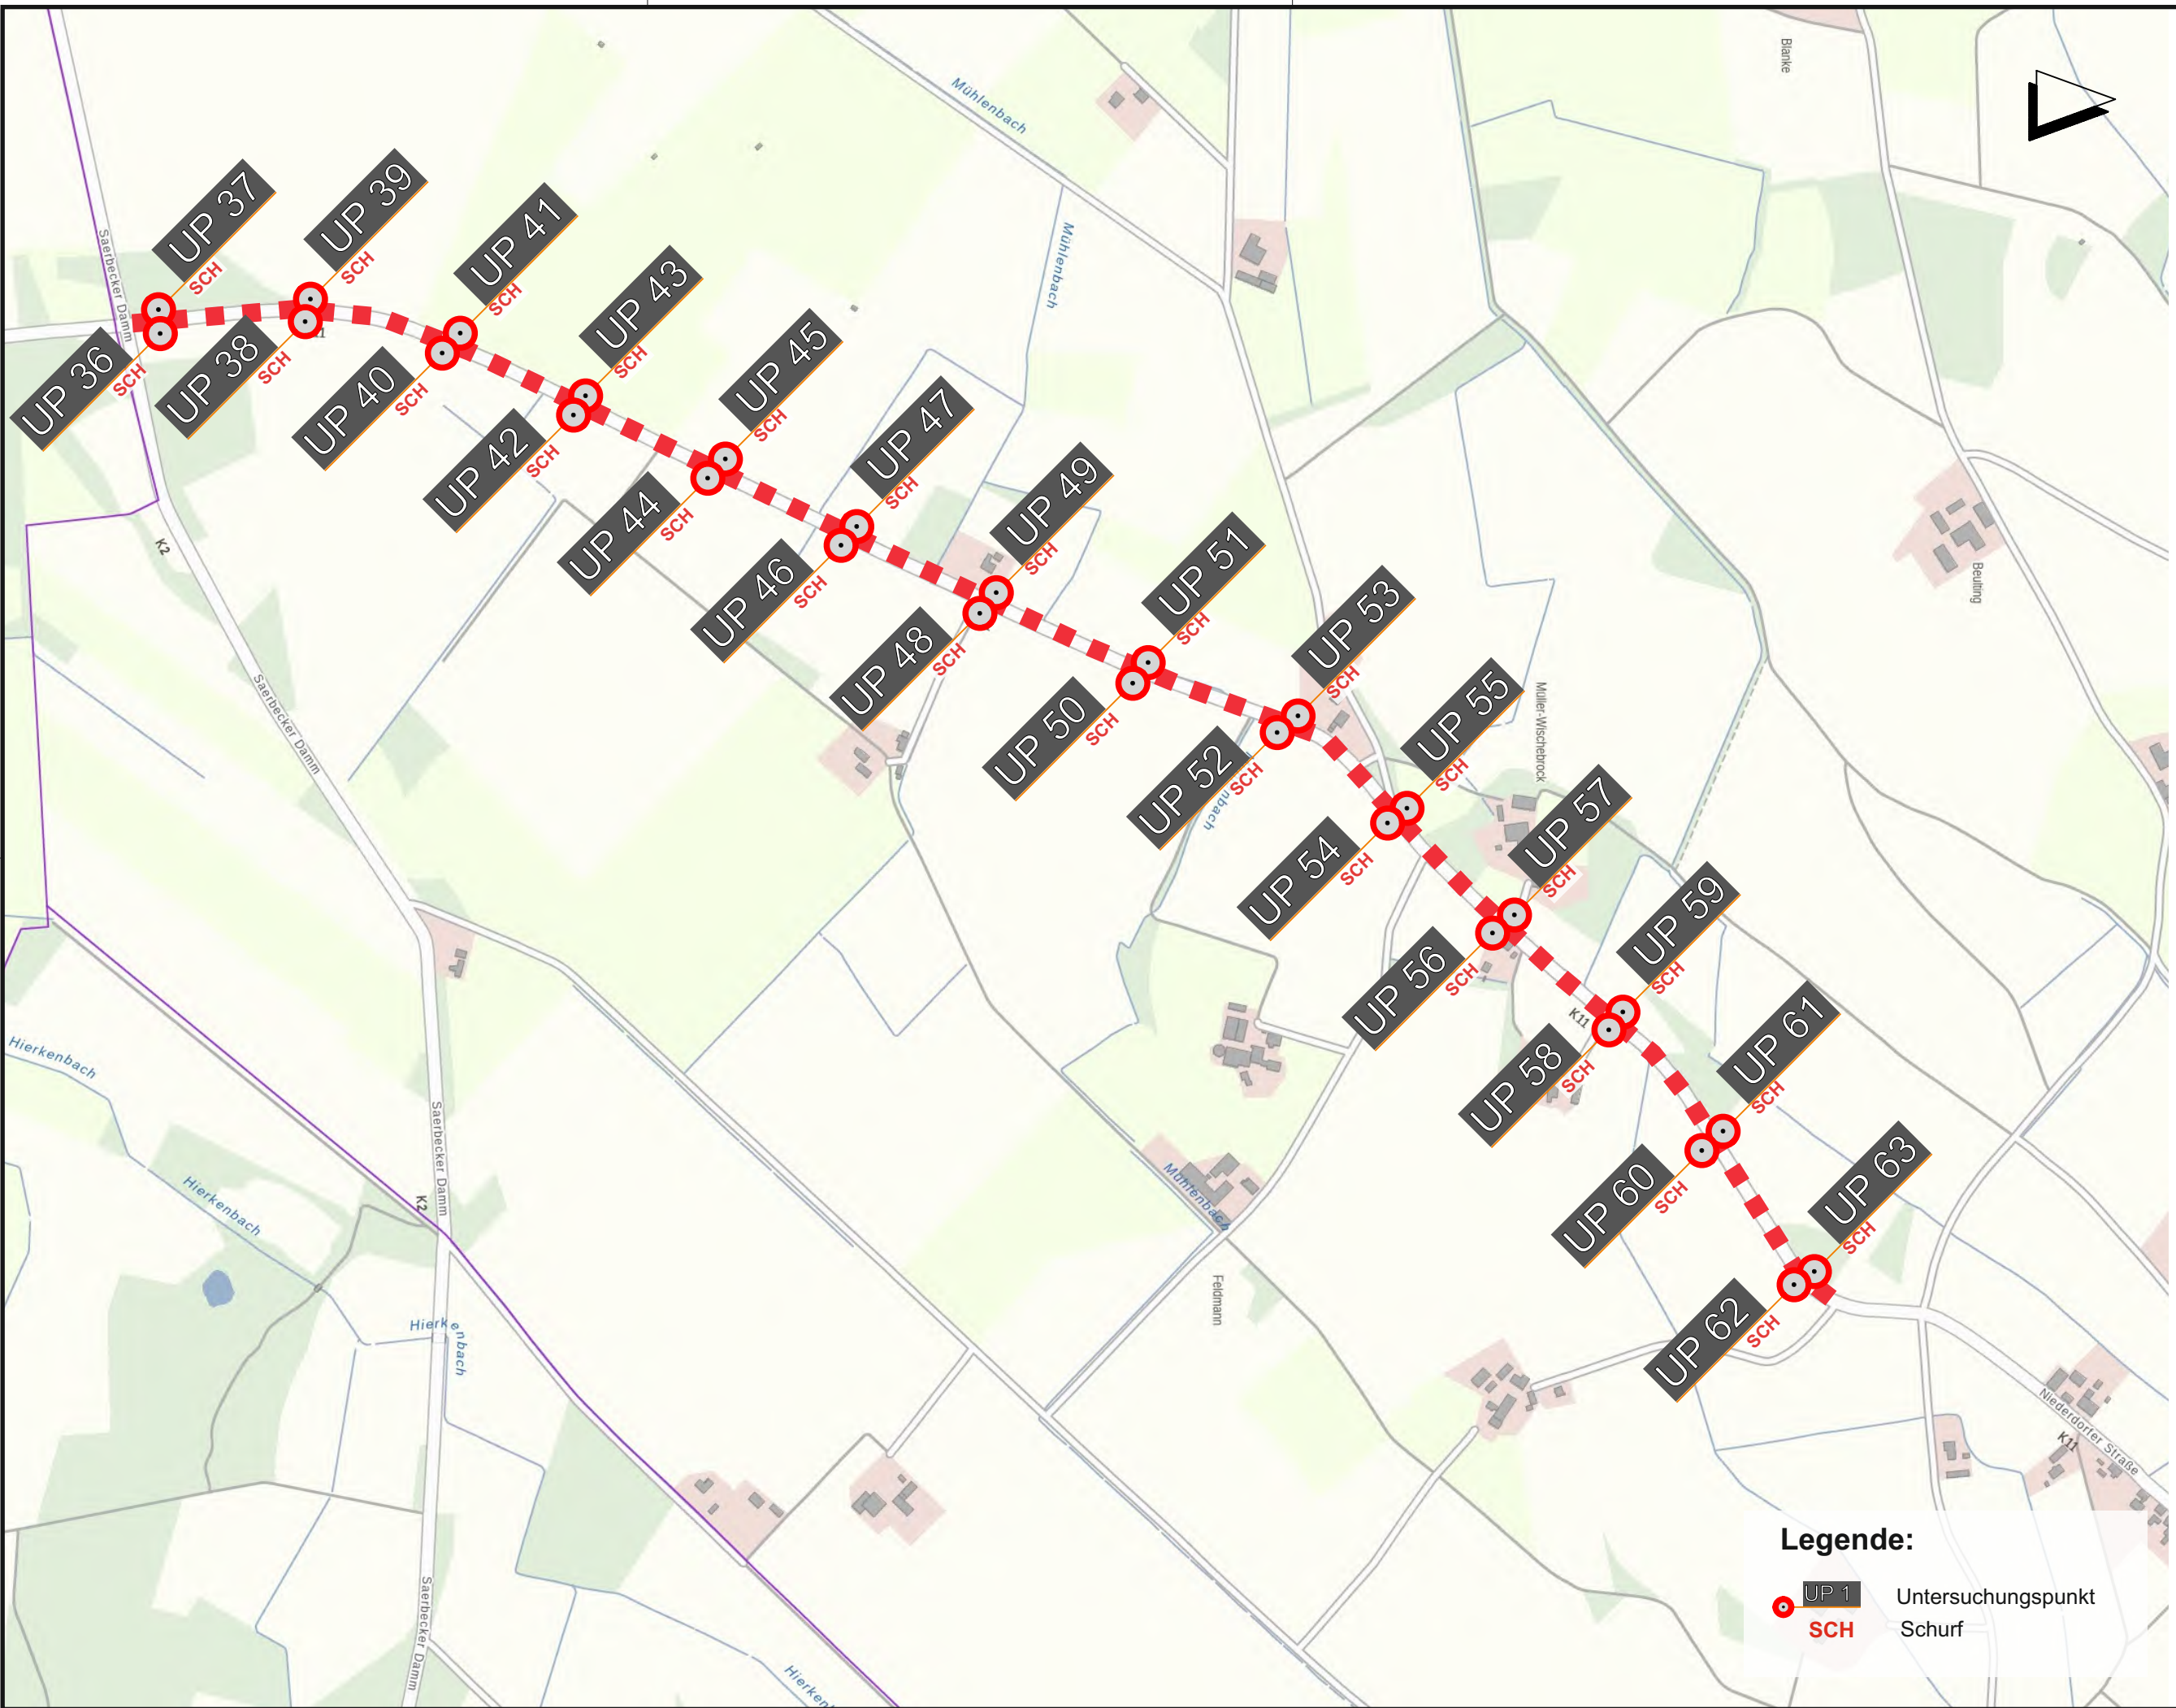 Blanke
Mühlenbach
UP 37
SCH
UP 39
SCH
UP 41
SCH
UP 43
SCH
UP 45
SCH
UP 47
SCH
UP 49
SCH
UP 51
SCH
UP 53
SCH
UP 55
SCH
UP 57
SCH
UP 59
SCH
UP 61
SCH
UP 63
SCH
UP 36
SCH
UP 38
SCH
UP 40
SCH
UP 42
SCH
UP 44
SCH
UP 46
SCH
UP 48
SCH
UP 50
SCH
UP 52
SCH
UP 54
SCH
UP 56
SCH
UP 58
SCH
UP 60
SCH
UP 62
SCH
Saerbecker Damm
Mühlenbach
K2
Beulting
Saerbecker Damm
Müller-Wischebrock
nbach
K11
Hierkenbach
Saerbecker Damm
Hierkenbach
K2
Mühlenbach
Feldmann
Hierkenbach
Niederdorfer Straße
K11
Saerbecker Damm
Hierken
Legende:
UP 1 Untersuchungspunkt
SCH Schurf